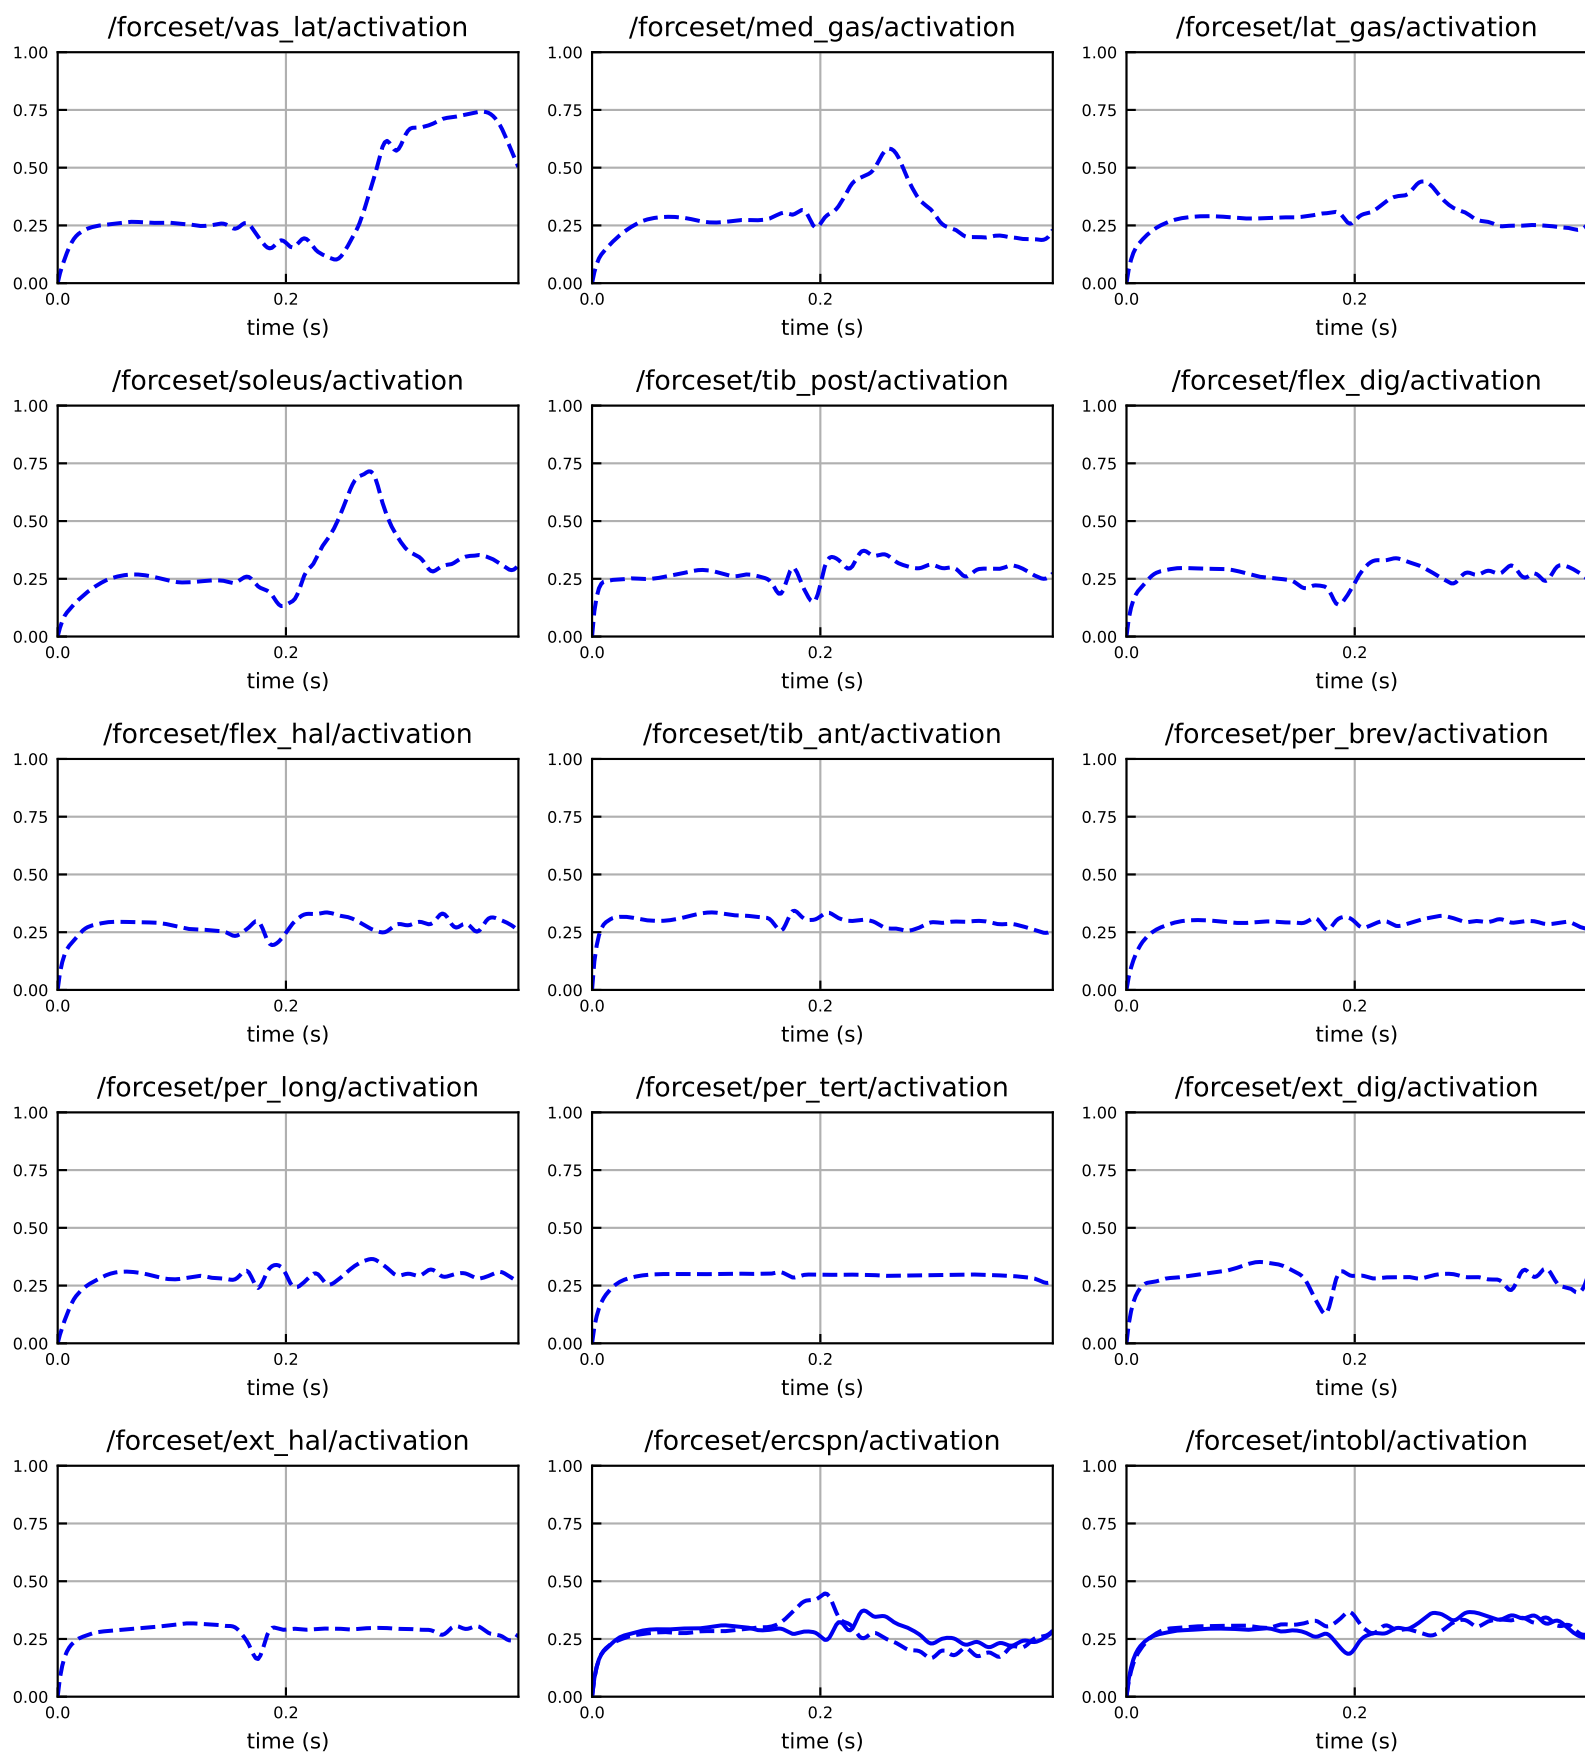 /forceset/vas_lat/activation /forceset/med_gas/activation /forceset/lat_gas/activation
1.00 1.00 1.00
0.75 0.75 0.75
0.50 0.50 0.50
0.25 0.25 0.25
0.00 0.00 0.00
0.0 0.2 0.0 0.2 0.0 0.2
time (s) time (s) time (s)
/forceset/soleus/activation /forceset/tib_post/activation /forceset/flex_dig/activation
1.00 1.00 1.00
0.75 0.75 0.75
0.50 0.50 0.50
0.25 0.25 0.25
0.00 0.00 0.00
0.0 0.2 0.0 0.2 0.0 0.2
time (s) time (s) time (s)
/forceset/flex_hal/activation /forceset/tib_ant/activation /forceset/per_brev/activation
1.00 1.00 1.00
0.75 0.75 0.75
0.50 0.50 0.50
0.25 0.25 0.25
0.00 0.00 0.00
0.0 0.2 0.0 0.2 0.0 0.2
time (s) time (s) time (s)
/forceset/per_long/activation /forceset/per_tert/activation /forceset/ext_dig/activation
1.00 1.00 1.00
0.75 0.75 0.75
0.50 0.50 0.50
0.25 0.25 0.25
0.00 0.00 0.00
0.0 0.2 0.0 0.2 0.0 0.2
time (s) time (s) time (s)
/forceset/ext_hal/activation /forceset/ercspn/activation /forceset/intobl/activation
1.00 1.00 1.00
0.75 0.75 0.75
0.50 0.50 0.50
0.25 0.25 0.25
0.00 0.00 0.00
0.0 0.2 0.0 0.2 0.0 0.2
time (s) time (s) time (s)